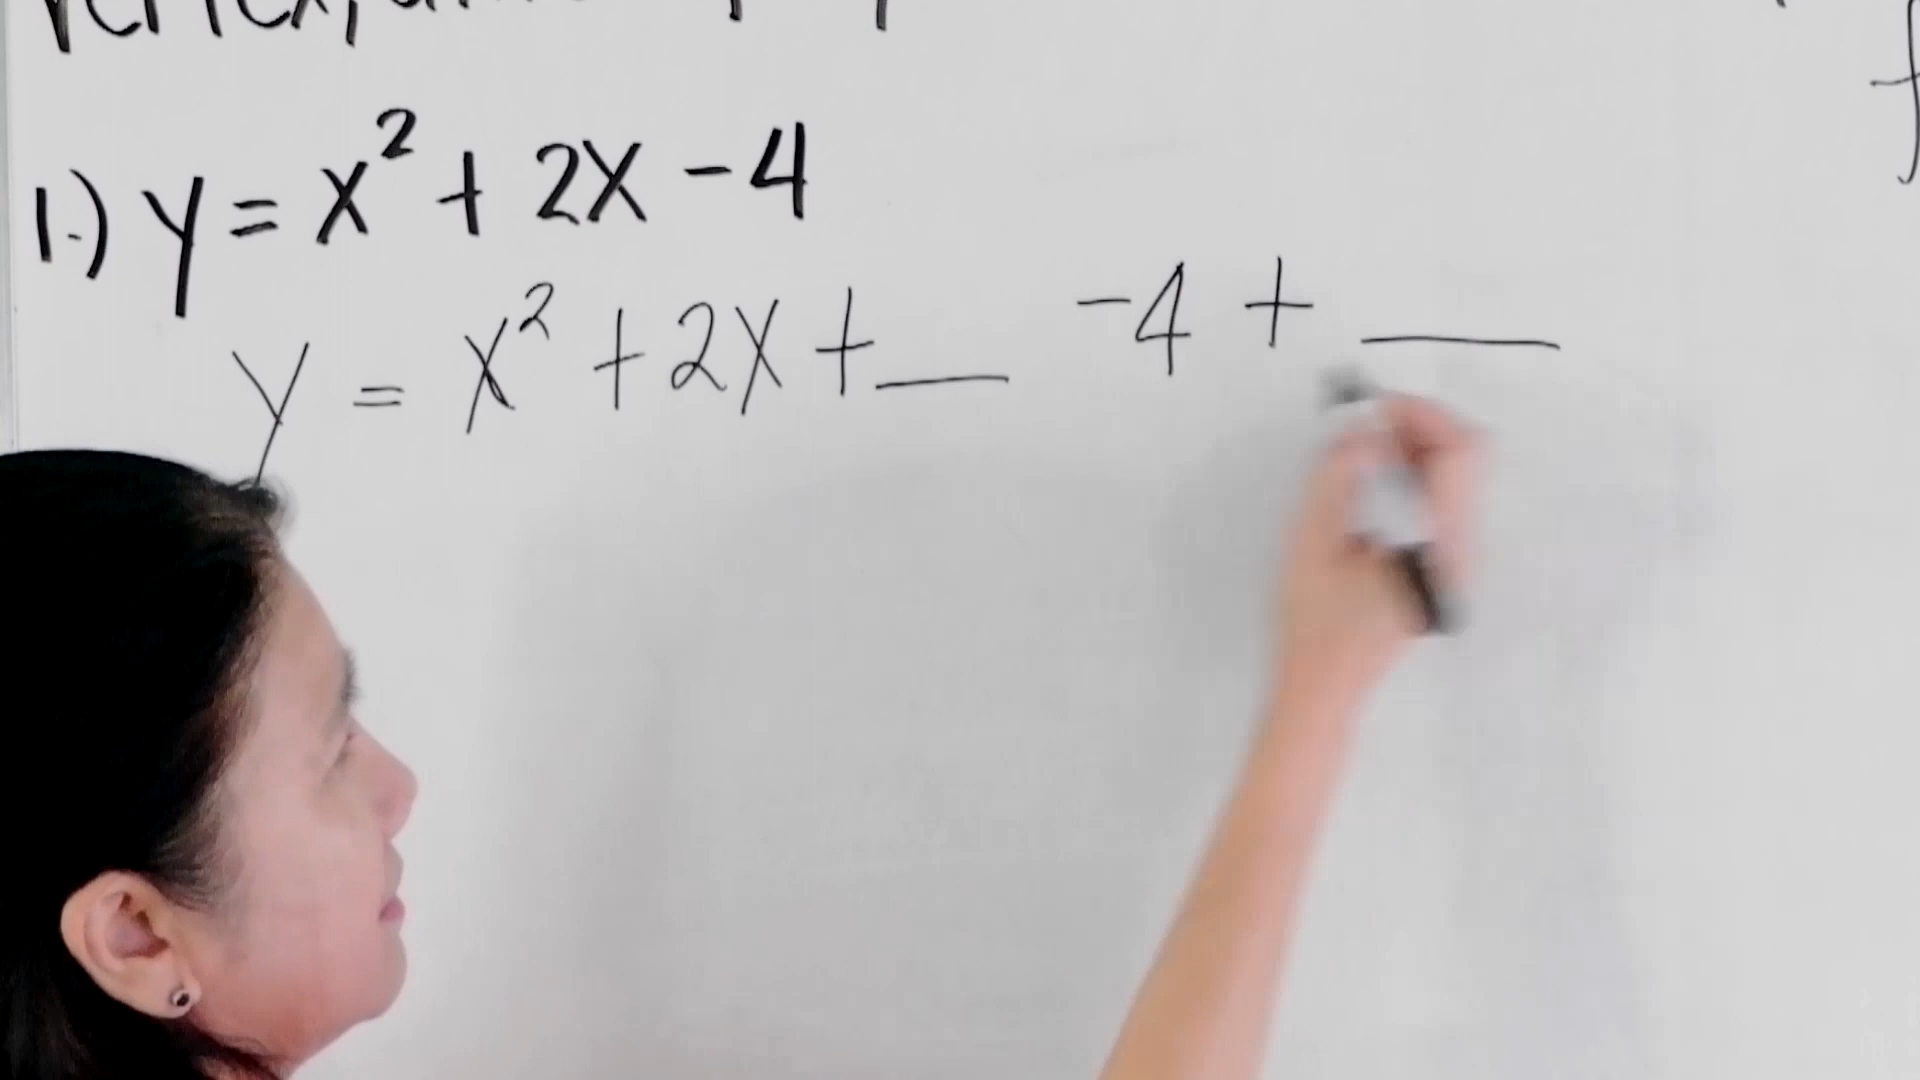 1.) y = x² + 2x - 4
y = x² + 2x + __ -4 + __